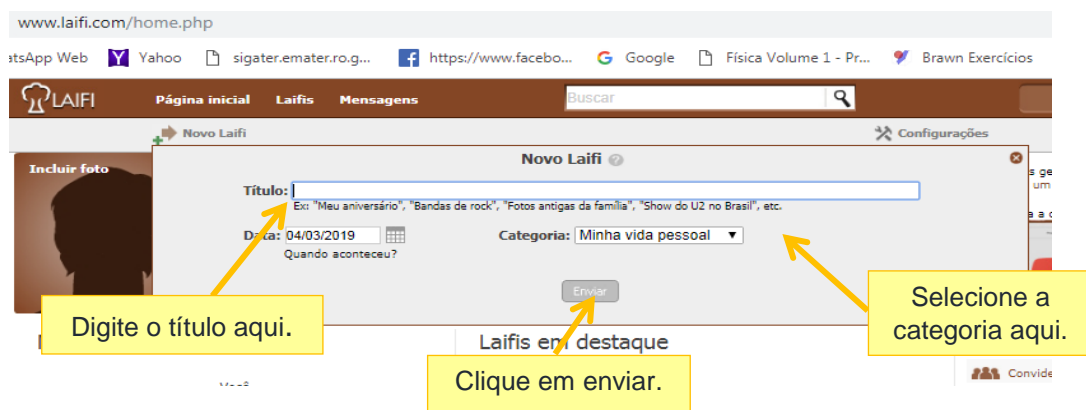 www.laifi.com/home.php
atsApp Web Yahoo sigater.emater.ro.g... https://www.facebo... Google Física Volume 1 - Pr... Brawn Exercícios
LAIFI Página inicial Laifis Mensagens Buscar
Novo Laifi Configurações
Incluir foto
Novo Laifi
Título:
Ex: "Meu aniversário", "Bandas de rock", "Fotos antigas da família", "Show do U2 no Brasil", etc.
Data: 04/03/2019 Categoria: Minha vida pessoal
Quando aconteceu?
Enviar
um
Digite o título aqui.
Selecione a
categoria aqui.
Laifis em destaque
Clique em enviar.
Convide